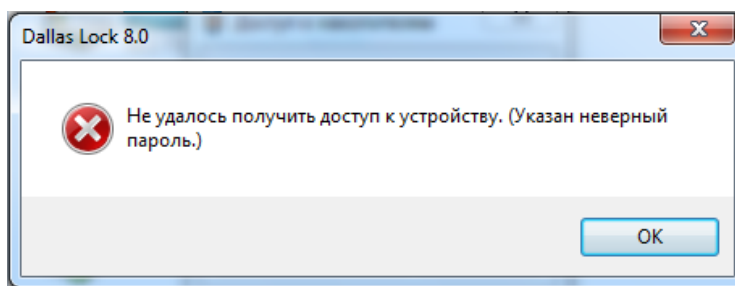 Dallas Lock 8.0
Не удалось получить доступ к устройству. (Указан неверный
пароль.)
OK